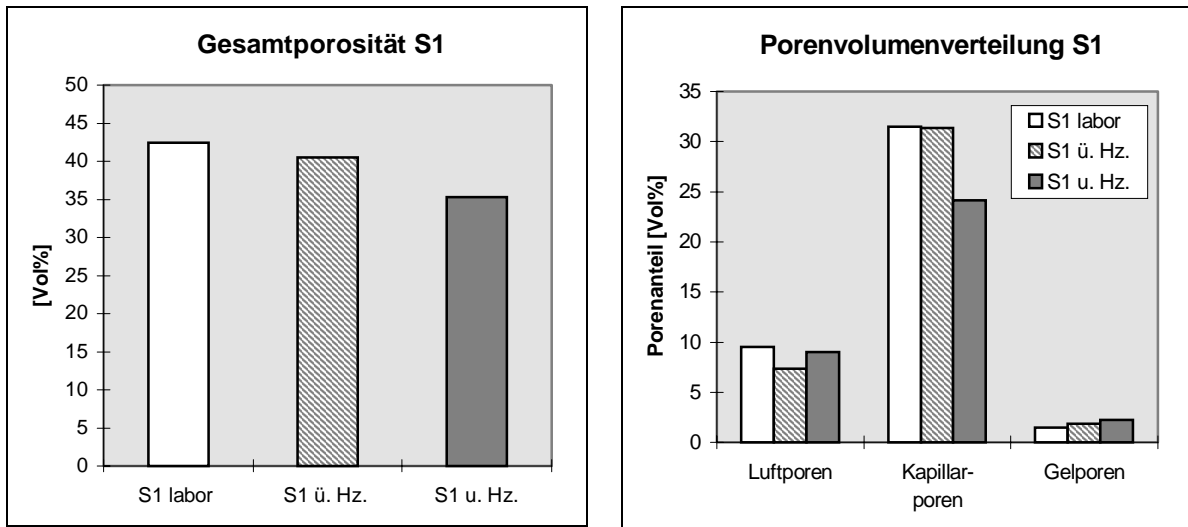 Gesamtporosität S1
[Vol%]
50
45
40
35
30
25
20
15
10
5
0
S1 labor
S1 ü. Hz.
S1 u. Hz.
Porenvolumenverteilung S1
Porenanteil [Vol%]
35
30
25
20
15
10
5
0
S1 labor
S1 ü. Hz.
S1 u. Hz.
Luftporen
Kapillar-
poren
Gelporen